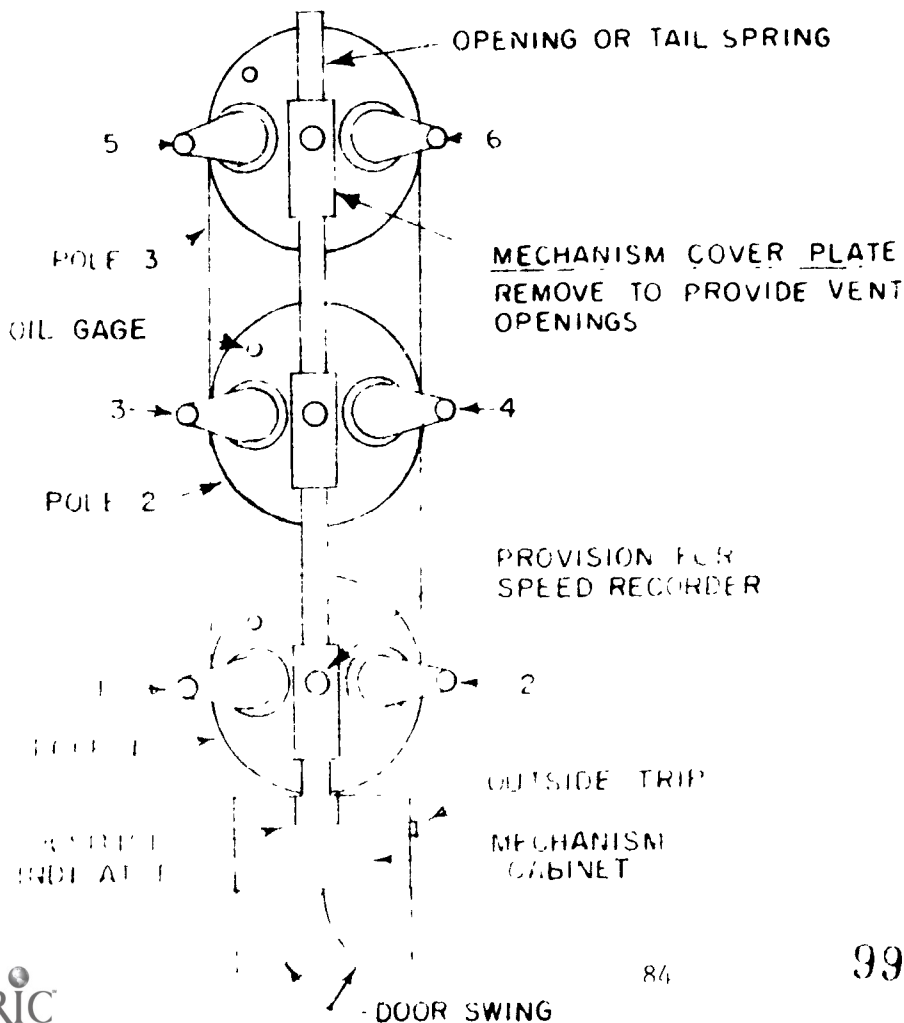 OPENING OR TAIL SPRING
5
6
POLE 3
MECHANISM COVER PLATE
REMOVE TO PROVIDE VENT
OPENINGS
OIL GAGE
3
4
POLE 2
PROVISION FOR
SPEED RECORDER
1
2
OUTSIDE TRIP
MECHANISM
CABINET
84
99
RIC
DOOR SWING